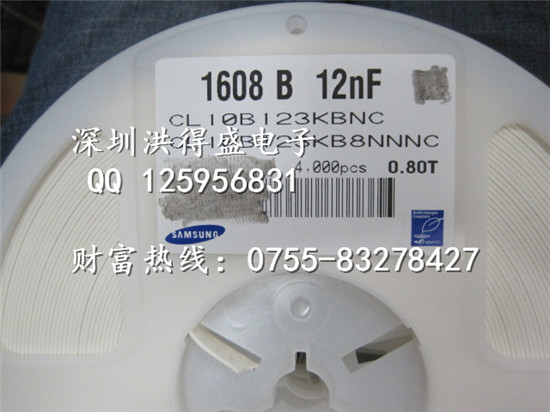 1608 B 12nF
CL10B123KBNC
深圳洪得盛电子
QQ 125956831
4,000pcs 0.80T
SAMSUNG
财富热线：0755-83278427